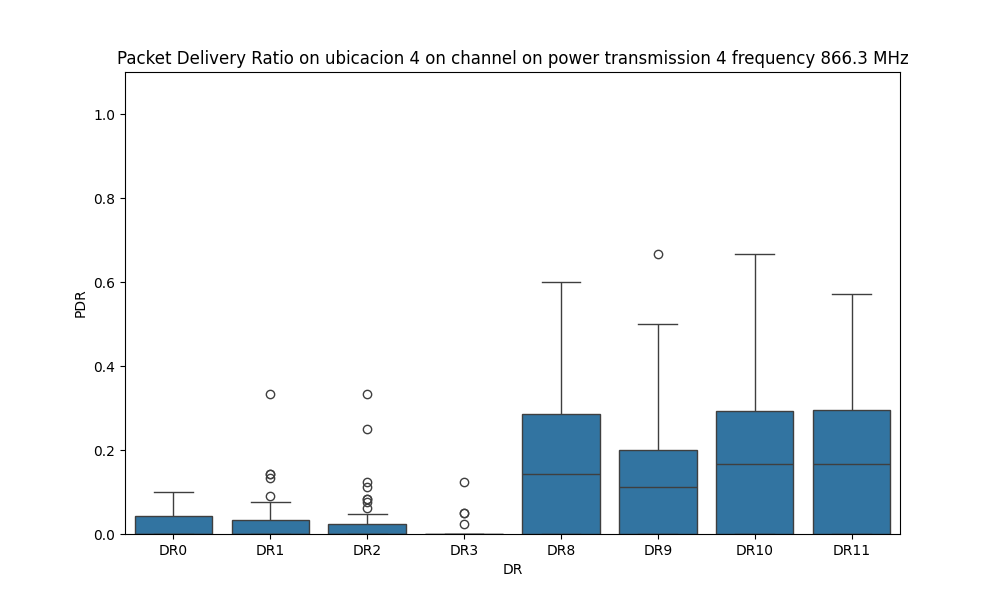 Packet Delivery Ratio on ubicacion 4 on channel on power transmission 4 frequency 866.3 MHz
1.0
0.8
0.6
PDR
0.4
0.2
0.0
DR0 DR1 DR2 DR3 DR8 DR9 DR10 DR11
DR